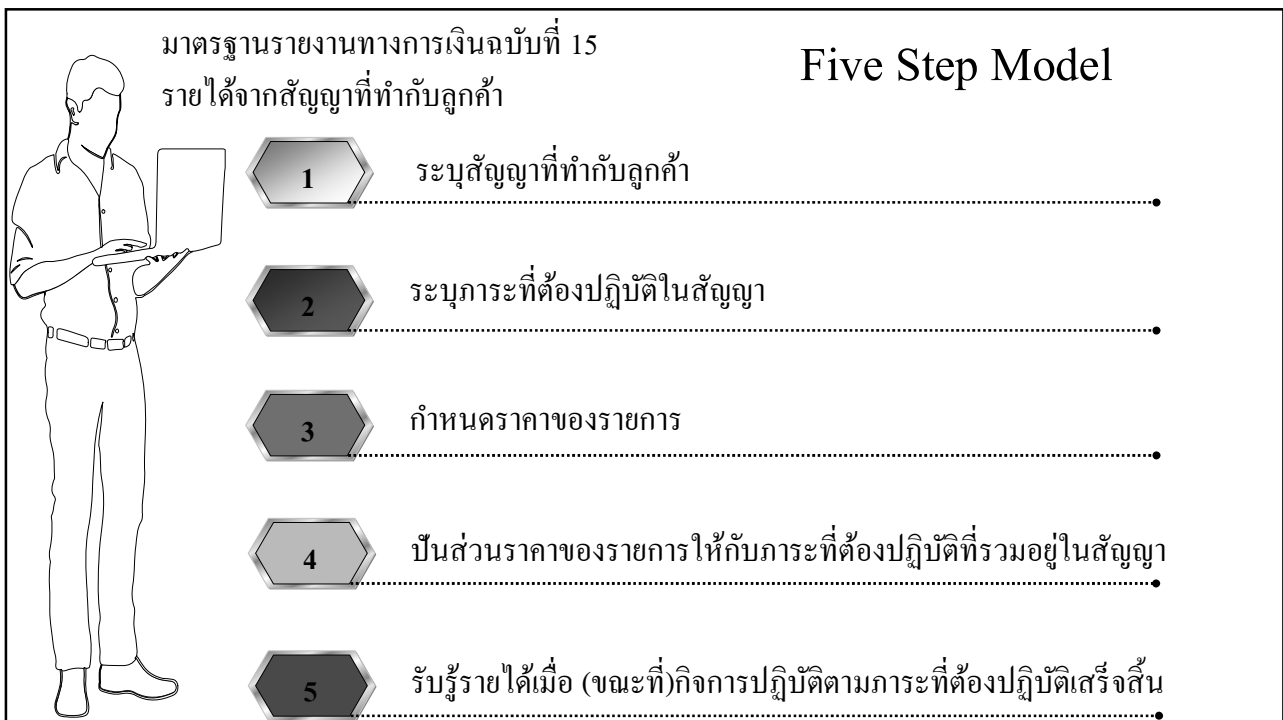 มาตรฐานรายงานทางการเงินฉบับที่ 15
รายได้จากสัญญาที่ทำกับลูกค้า
Five Step Model
1 ระบุสัญญาที่ทำกับลูกค้า
2 ระบุภาระที่ต้องปฏิบัติในสัญญา
3 กำหนดราคาของรายการ
4 ปันส่วนราคาของรายการให้กับภาระที่ต้องปฏิบัติที่รวมอยู่ในสัญญา
5 รับรู้รายได้เมื่อ (ขณะที่)กิจการปฏิบัติตามภาระที่ต้องปฏิบัติเสร็จสิ้น